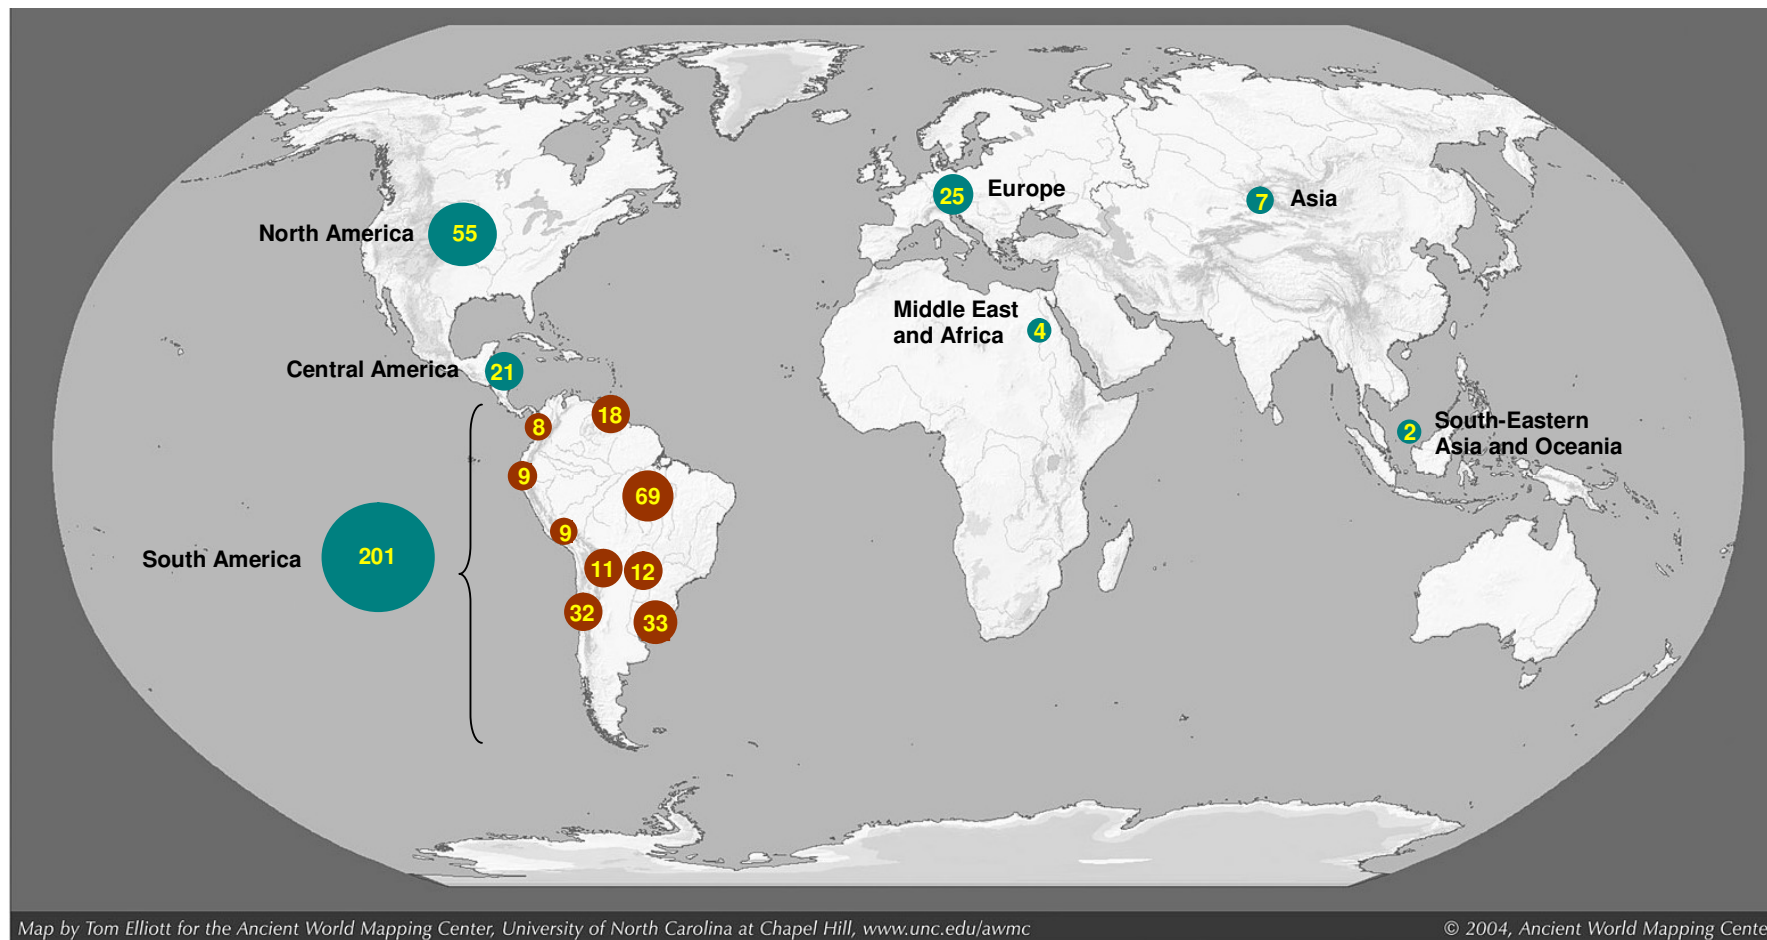 Europe
25
7
Asia
North America
55
Middle East
and Africa
4
Central America
21
8
18
South-Eastern
Asia and Oceania
2
9
69
9
South America
201
11
12
32
33
Map by Tom Elliott for the Ancient World Mapping Center, University of North Carolina at Chapel Hill, www.unc.edu/awmc
© 2004, Ancient World Mapping Cente